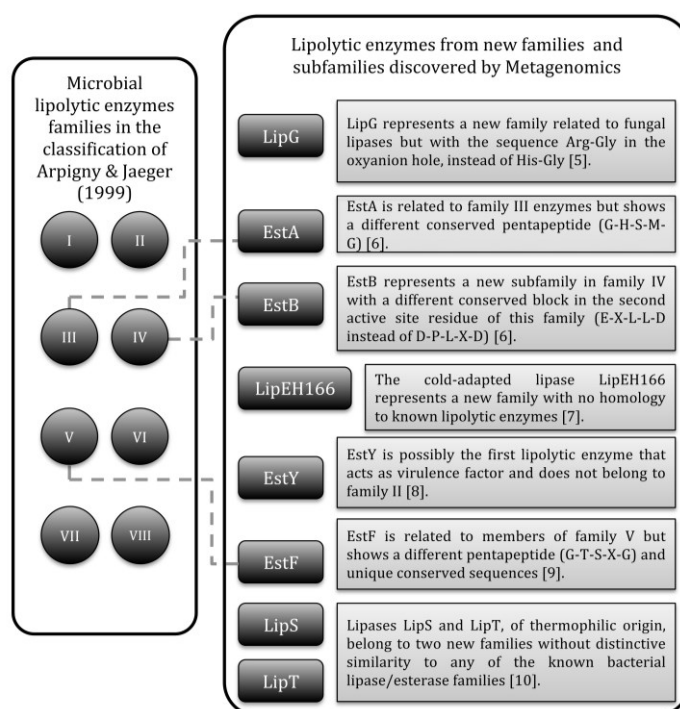 Microbial
lipolytic enzymes
families in the
classification of
Arpigny & Jaeger
(1999)
I
II
III
IV
V
VI
VII
VIII
Lipolytic enzymes from new families and
subfamilies discovered by Metagenomics
LipG
LipG represents a new family related to fungal
lipases but with the sequence Arg-Gly in the
oxyanion hole, instead of His-Gly [5].
EstA
EstA is related to family III enzymes but shows
a different conserved pentapeptide (G-H-S-M-
G) [6].
EstB
EstB represents a new subfamily in family IV
with a different conserved block in the second
active site residue of this family (E-X-L-L-D
instead of D-P-L-X-D) [6].
LipEH166
The cold-adapted lipase LipEH166
represents a new family with no homology
to known lipolytic enzymes [7].
EstY
EstY is possibly the first lipolytic enzyme that
acts as virulence factor and does not belong to
family II [8].
EstF
EstF is related to members of family V but
shows a different pentapeptide (G-T-S-X-G) and
unique conserved sequences [9].
LipS
LipT
Lipases LipS and LipT, of thermophilic origin,
belong to two new families without distinctive
similarity to any of the known bacterial
lipase/esterase families [10].